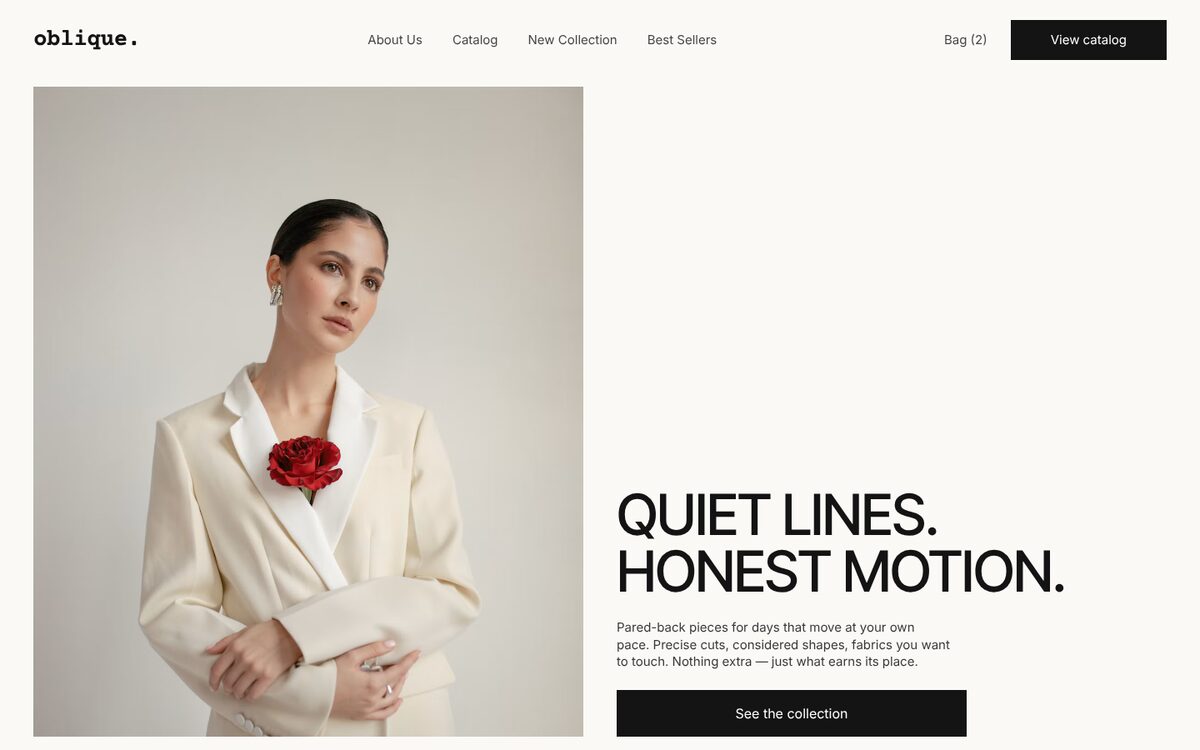 oblique.
About Us
Catalog
New Collection
Best Sellers
Bag (2)
View catalog
QUIET LINES.
HONEST MOTION.
Pared-back pieces for days that move at your own
pace. Precise cuts, considered shapes, fabrics you want
to touch. Nothing extra — just what earns its place.
See the collection